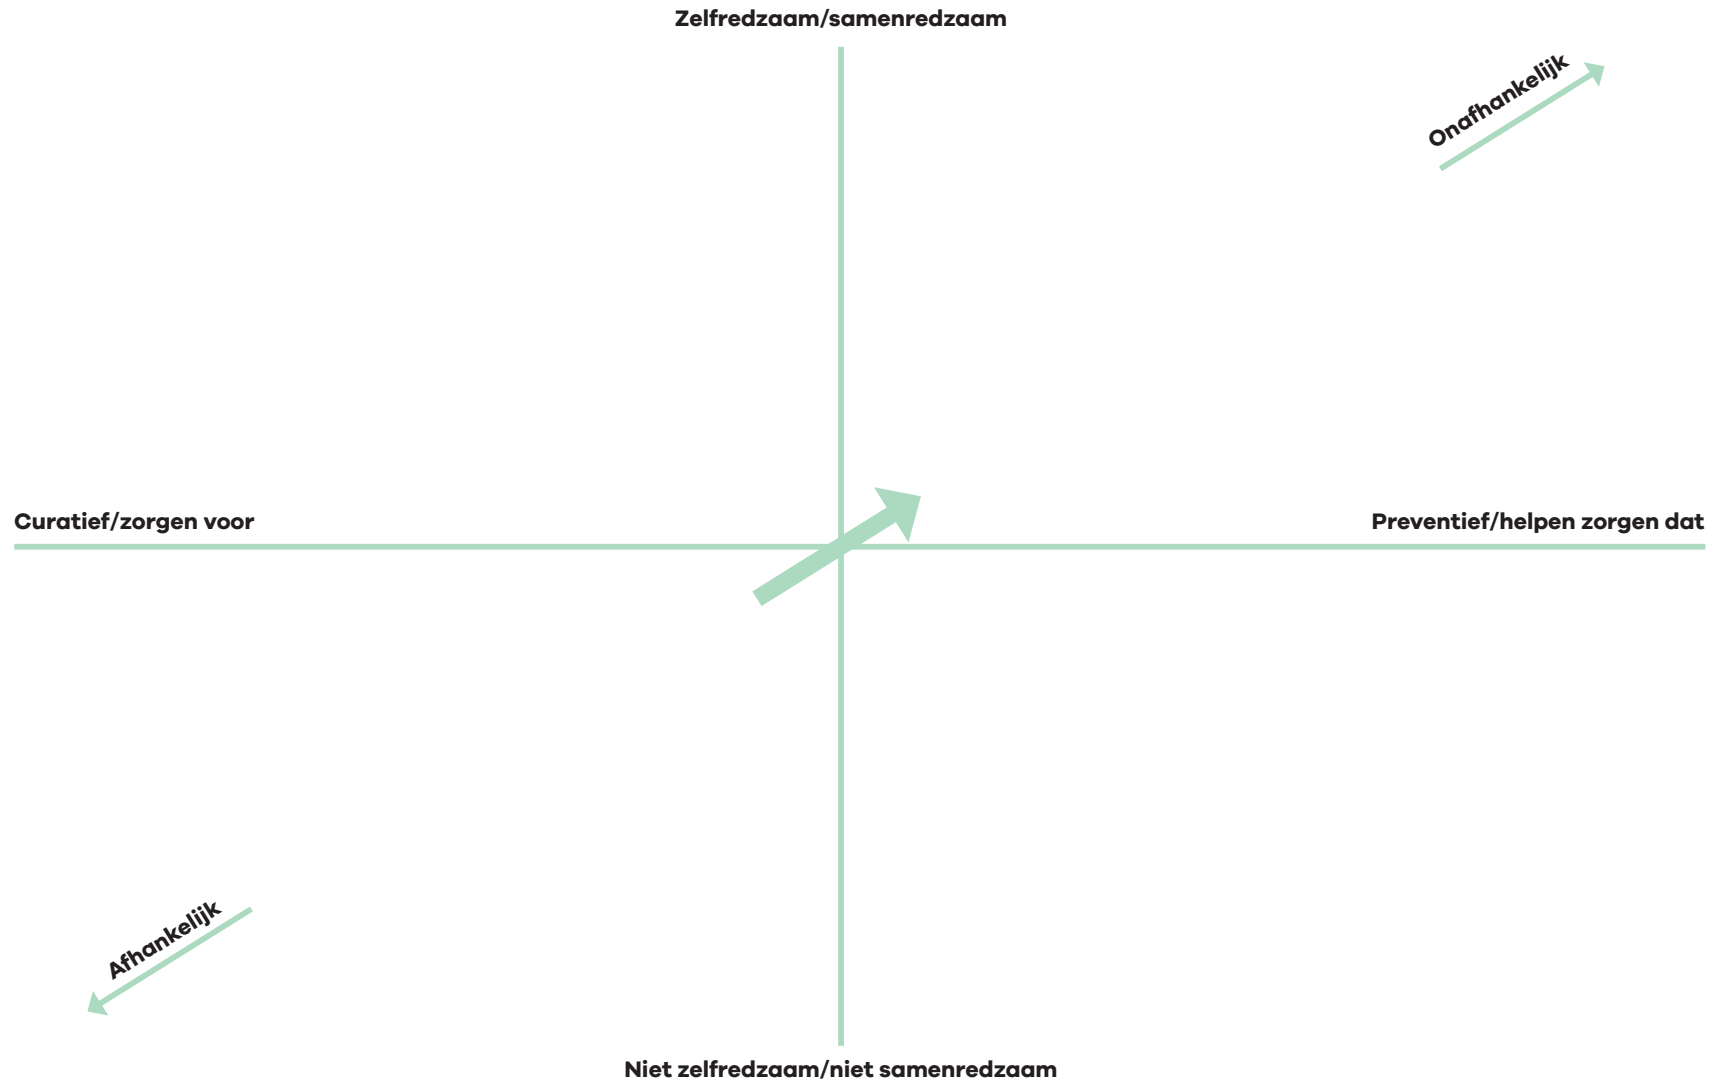 Zelfredzaam/samenredzaam
Onafhankelijk
Curatief/zorgen voor
Preventief/helpen zorgen dat
Afhankelijk
Niet zelfredzaam/niet samenredzaam